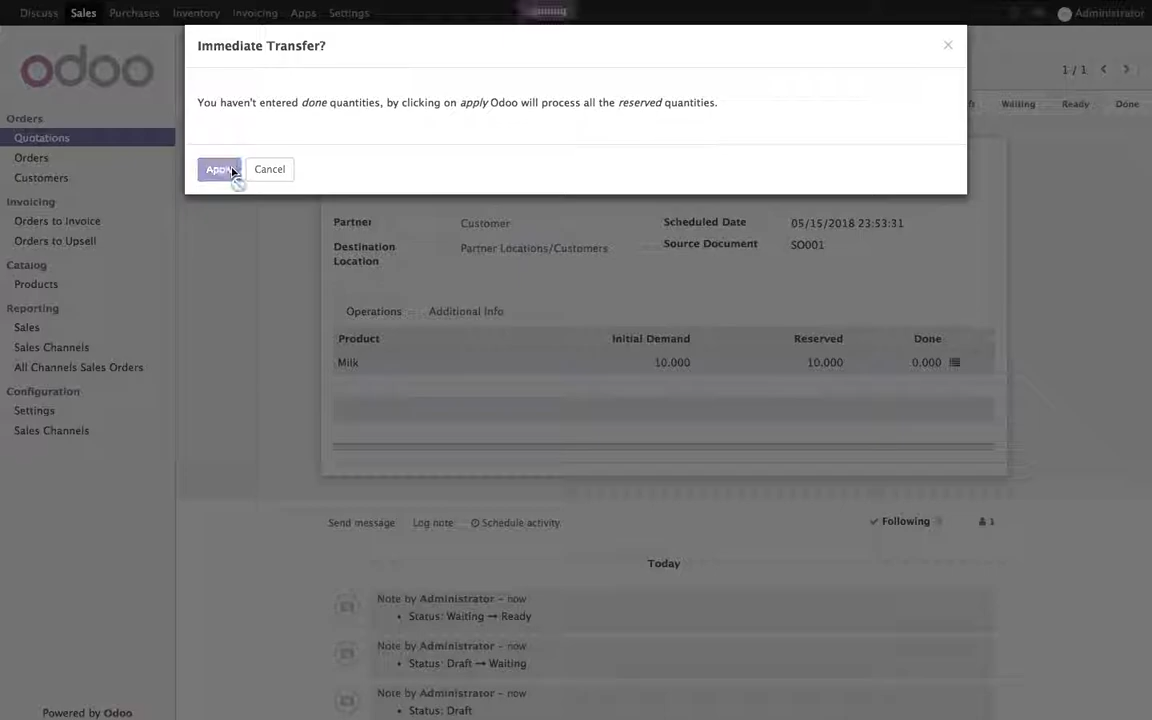 Discuss Sales Purchases Inventory Invoicing Apps Settings Administrator
Immediate Transfer? ×
odoo
1 / 1
You haven't entered done quantities, by clicking on apply Odoo will process all the reserved quantities.
Waiting Ready Done
Orders
Quotations
Orders
Customers
Apply Cancel
Invoicing
Orders to Invoice
Orders to Upsell
Partner Customer Scheduled Date 05/15/2018 23:53:31
Destination Location Partner Locations/Customers Source Document SO001
Catalog
Products
Reporting
Sales
Sales Channels
All Channels Sales Orders
Operations Additional Info
Product Initial Demand Reserved Done
Milk 10.000 10.000 0.000
Configuration
Settings
Sales Channels
Send message Log note Schedule activity Following 1
Today
Note by Administrator – now
• Status: Waiting → Ready
Note by Administrator – now
• Status: Draft → Waiting
Note by Administrator – now
• Status: Draft
Powered by Odoo